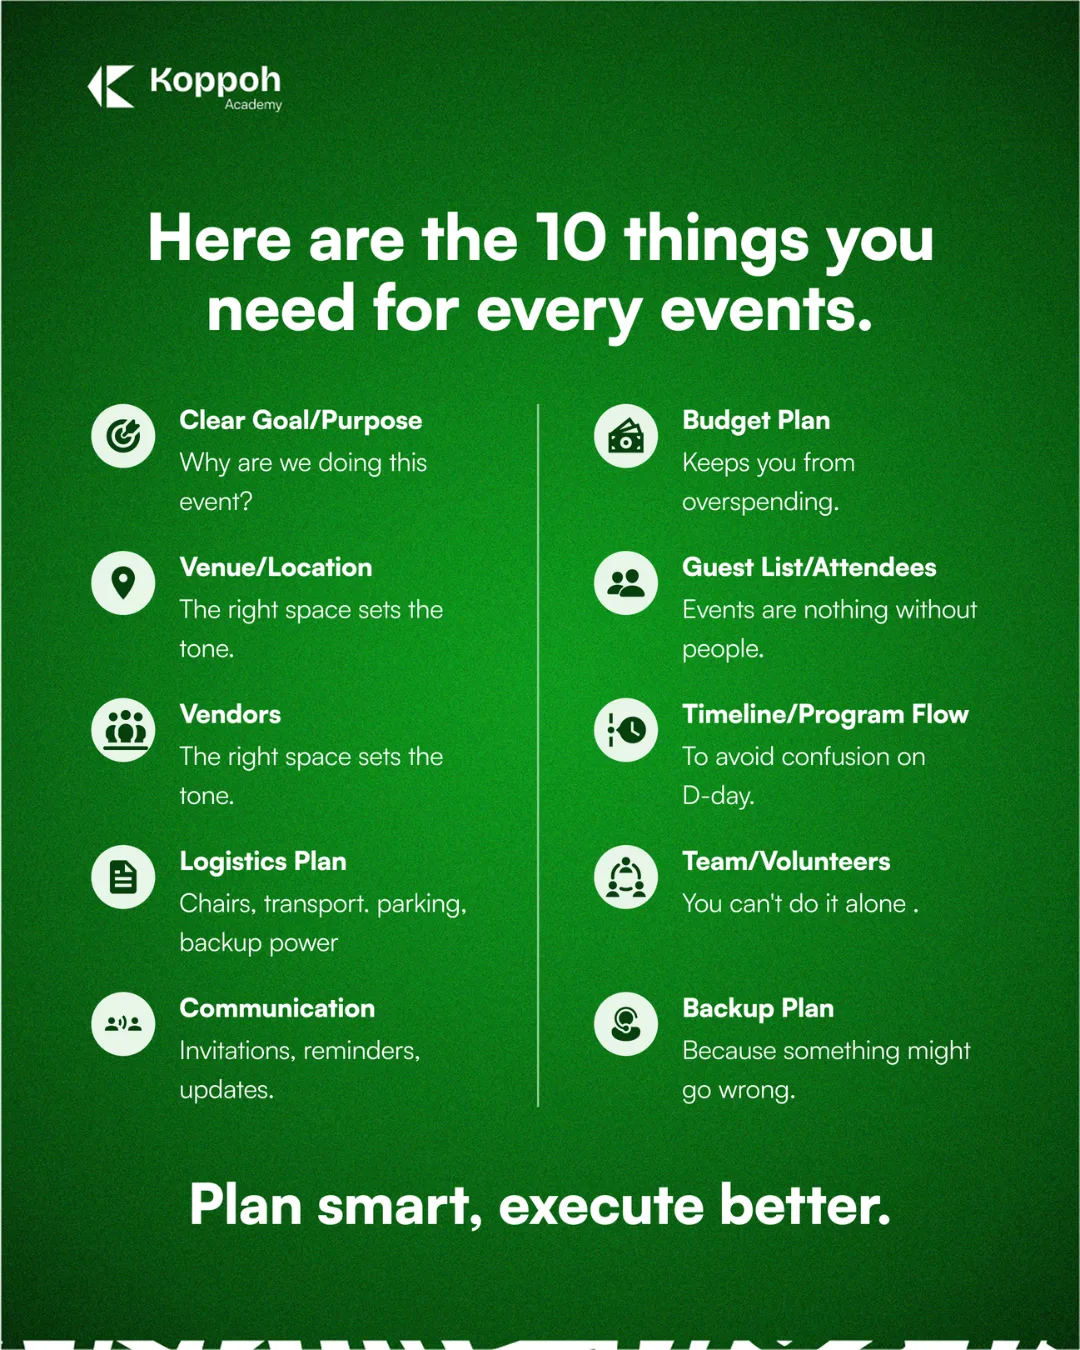 Koppoh
Academy
Here are the 10 things you
need for every events.
Clear Goal/Purpose
Why are we doing this
event?
Venue/Location
The right space sets the
tone.
Vendors
The right space sets the
tone.
Logistics Plan
Chairs, transport. parking,
backup power
Communication
Invitations, reminders,
updates.
Budget Plan
Keeps you from
overspending.
Guest List/Attendees
Events are nothing without
people.
Timeline/Program Flow
To avoid confusion on
D-day.
Team/Volunteers
You can't do it alone .
Backup Plan
Because something might
go wrong.
Plan smart, execute better.